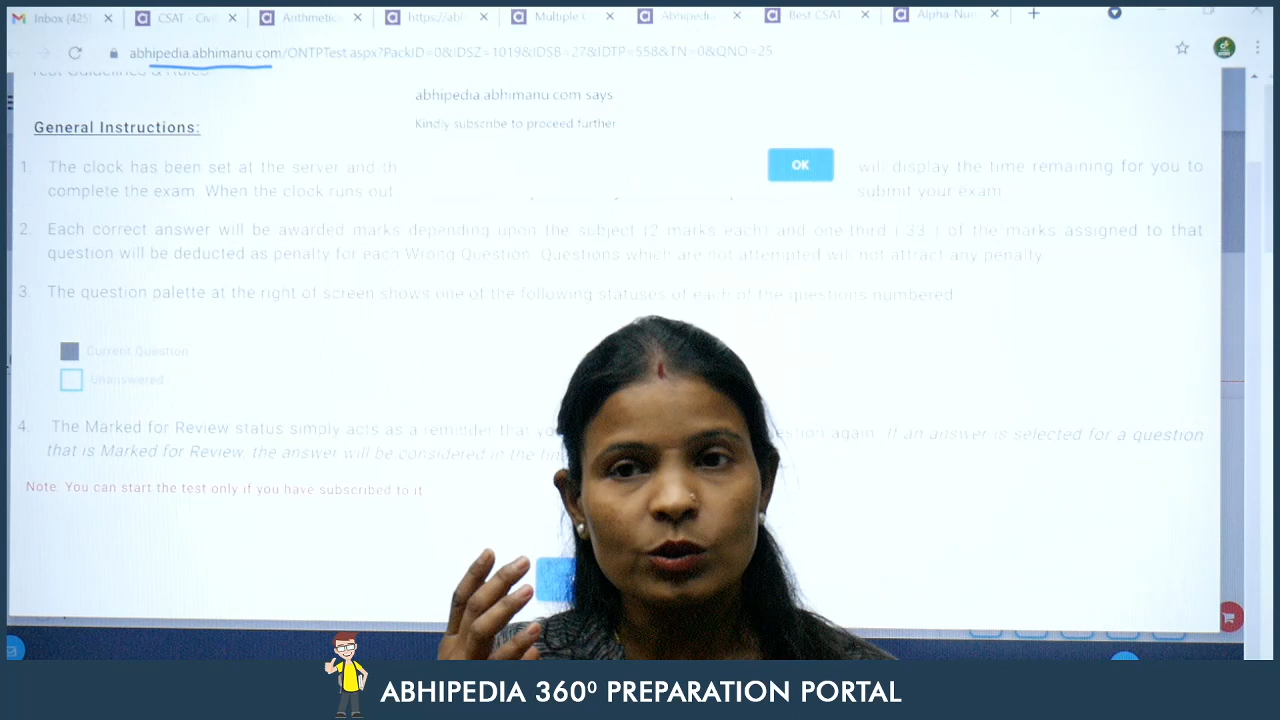 Inbox (425)
CSAT - Civi
Arithmetic
https://abl
Multiple C
Abhipedi
Best CSAT
Alpha-Nu
abhipedia.abhimanu.com/ONTPTest.aspx?PackID=0&IDSZ=1019&IDSB=27&IDTP=558&TN=0&QNO=25
Test Guidelines & Rules
abhipedia.abhimanu.com says
Kindly subscribe to proceed further
OK
General Instructions:
1. The clock has been set at the server and th will display the time remaining for you to
complete the exam. When the clock runs out submit your exam
2. Each correct answer will be awarded marks depending upon the subject (2 marks each) and one-third (.33 ) of the marks assigned to that
question will be deducted as penalty for each Wrong Question. Questions which are not attempted will not attract any penalty
3. The question palette at the right of screen shows one of the following statuses of each of the questions numbered
Current Question
Unanswered
4. The Marked for Review status simply acts as a reminder that yo estion again. If an answer is selected for a question
that is Marked for Review, the answer will be considered in the fin
Note: You can start the test only if you have subscribed to it
ABHIPEDIA 360⁰ PREPARATION PORTAL